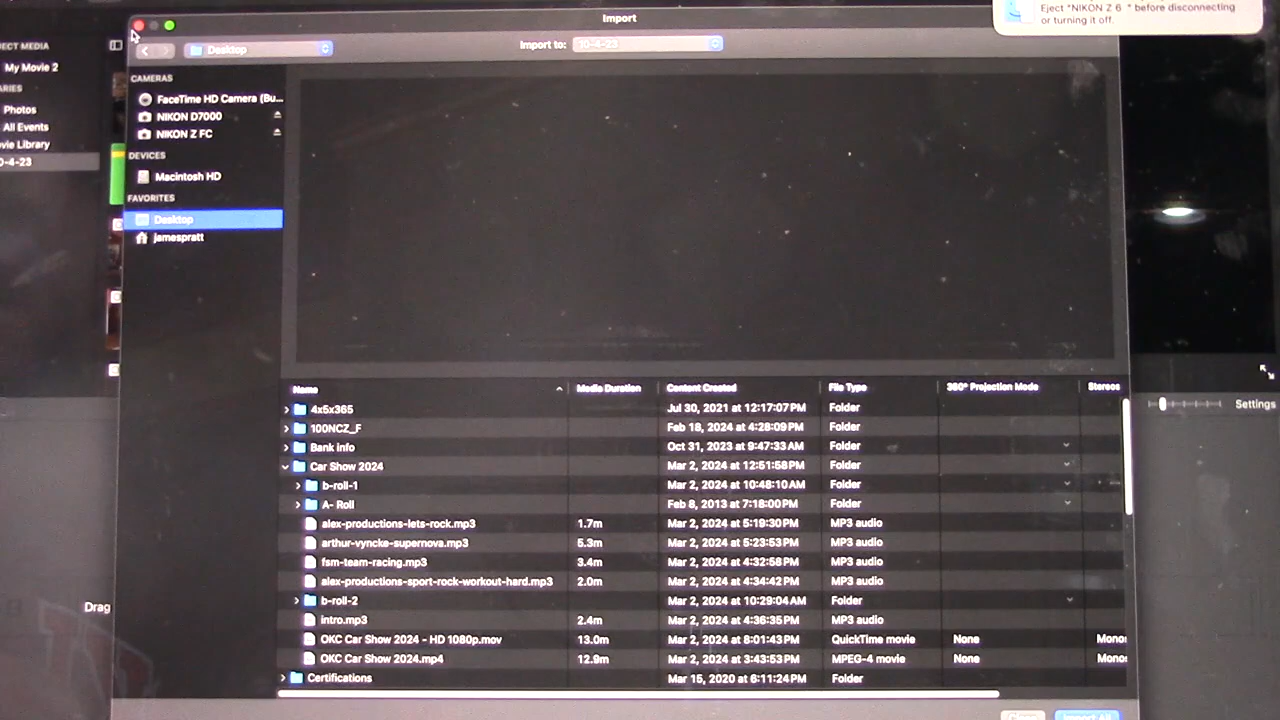 Import
Eject "NIKON Z 6 " before disconnecting
or turning it off.
Desktop
Import to: 10-4-23
JECT MEDIA
My Movie 2
ARIES
Photos
All Events
ovie Library
0-4-23
CAMERAS
FaceTime HD Camera (Bu...
NIKON D7000
NIKON Z FC
DEVICES
Macintosh HD
FAVORITES
Desktop
jamespratt
Settings
Drag
Name Media Duration Content Created File Type 360° Projection Mode Stereos
4x5x365 Jul 30, 2021 at 12:17:07 PM Folder
100NCZ_F Feb 18, 2024 at 4:28:09 PM Folder
Bank info Oct 31, 2023 at 9:47:33 AM Folder
Car Show 2024 Mar 2, 2024 at 12:51:58 PM Folder
b-roll-1 Mar 2, 2024 at 10:48:10 AM Folder
A- Roll Feb 8, 2013 at 7:18:00 PM Folder
alex-productions-lets-rock.mp3 1.7m Mar 2, 2024 at 5:19:30 PM MP3 audio
arthur-vyncke-supernova.mp3 5.3m Mar 2, 2024 at 5:23:53 PM MP3 audio
fsm-team-racing.mp3 3.4m Mar 2, 2024 at 4:32:58 PM MP3 audio
alex-productions-sport-rock-workout-hard.mp3 2.0m Mar 2, 2024 at 4:34:42 PM MP3 audio
b-roll-2 Mar 2, 2024 at 10:29:04 AM Folder
intro.mp3 2.4m Mar 2, 2024 at 4:36:35 PM MP3 audio
OKC Car Show 2024 - HD 1080p.mov 13.0m Mar 2, 2024 at 8:01:43 PM QuickTime movie None Mono
OKC Car Show 2024.mp4 12.9m Mar 2, 2024 at 3:43:53 PM MPEG-4 movie None Mono
Certifications Mar 15, 2020 at 6:11:24 PM Folder